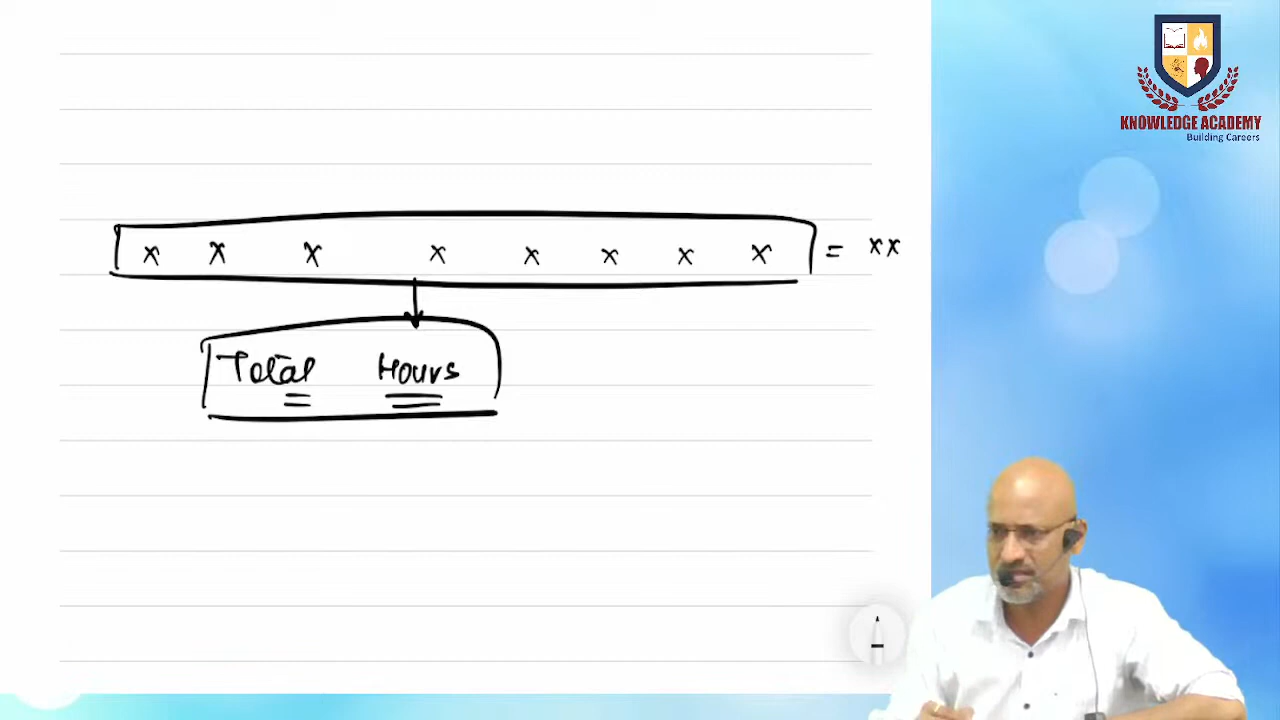 KNOWLEDGE ACADEMY
Building Careers
x x x x x x x x = xx
Total Hours